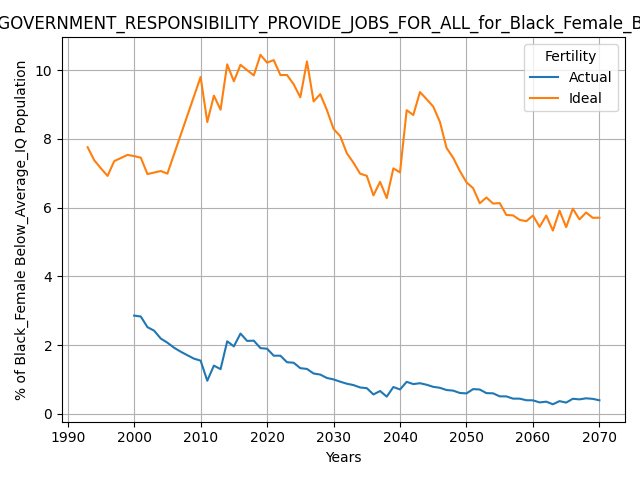 GOVERNMENT_RESPONSIBILITY_PROVIDE_JOBS_FOR_ALL_for_Black_Female_B
% of Black_Female Below_Average_IQ Population
10
8
6
4
2
0
Fertility
Actual
Ideal
1990 2000 2010 2020 2030 2040 2050 2060 2070
Years